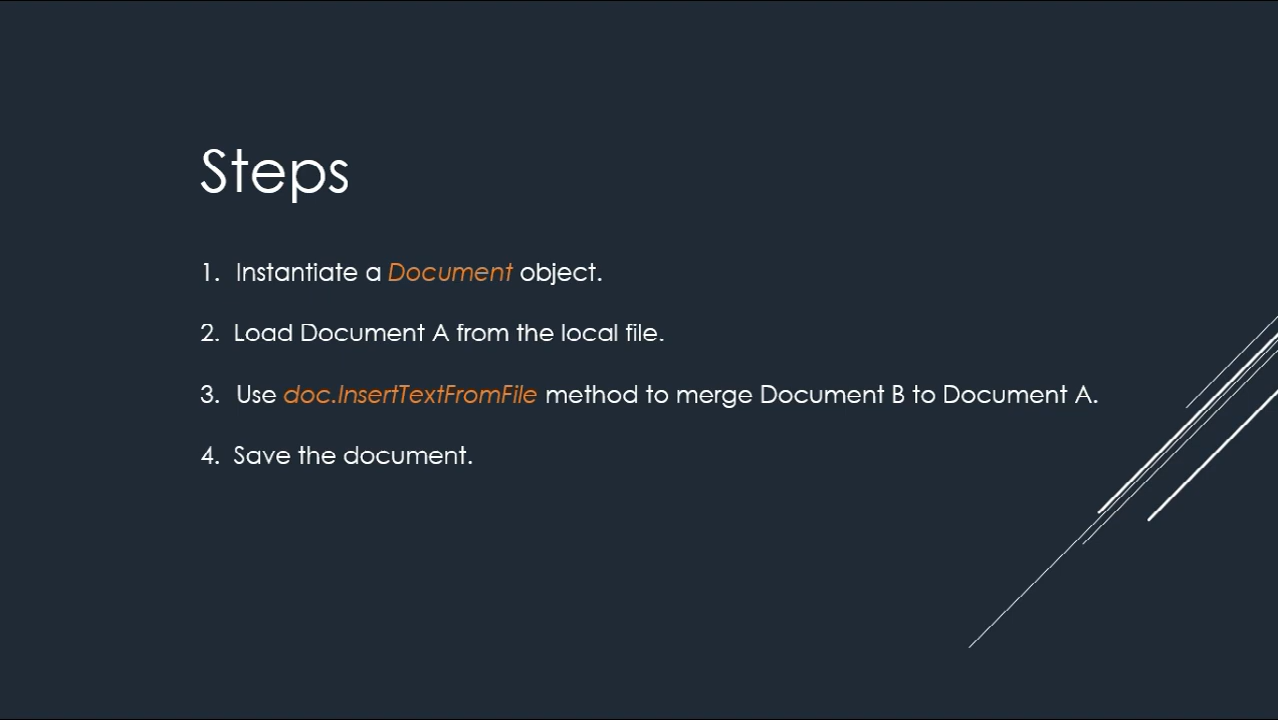 Steps
1. Instantiate a Document object.
2. Load Document A from the local file.
3. Use doc.InsertTextFromFile method to merge Document B to Document A.
4. Save the document.